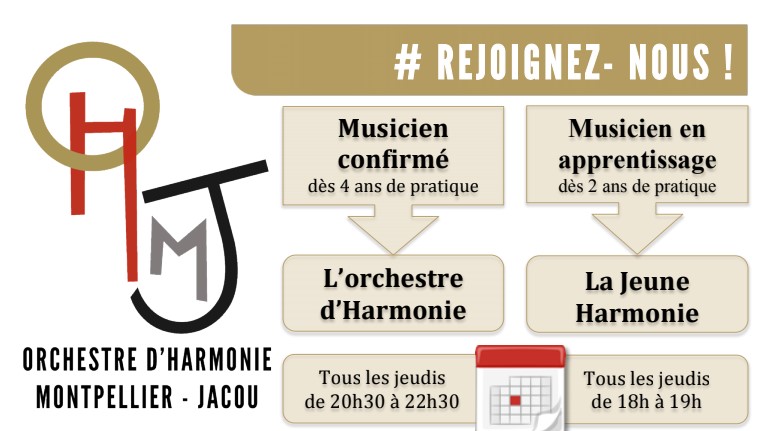 # REJOIGNEZ- NOUS !
OHMJ
ORCHESTRE D'HARMONIE
MONTPELLIER - JACOU
Musicien
confirmé
dès 4 ans de pratique
L'orchestre
d'Harmonie
Tous les jeudis
de 20h30 à 22h30
Musicien en
apprentissage
dès 2 ans de pratique
La Jeune
Harmonie
Tous les jeudis
de 18h à 19h